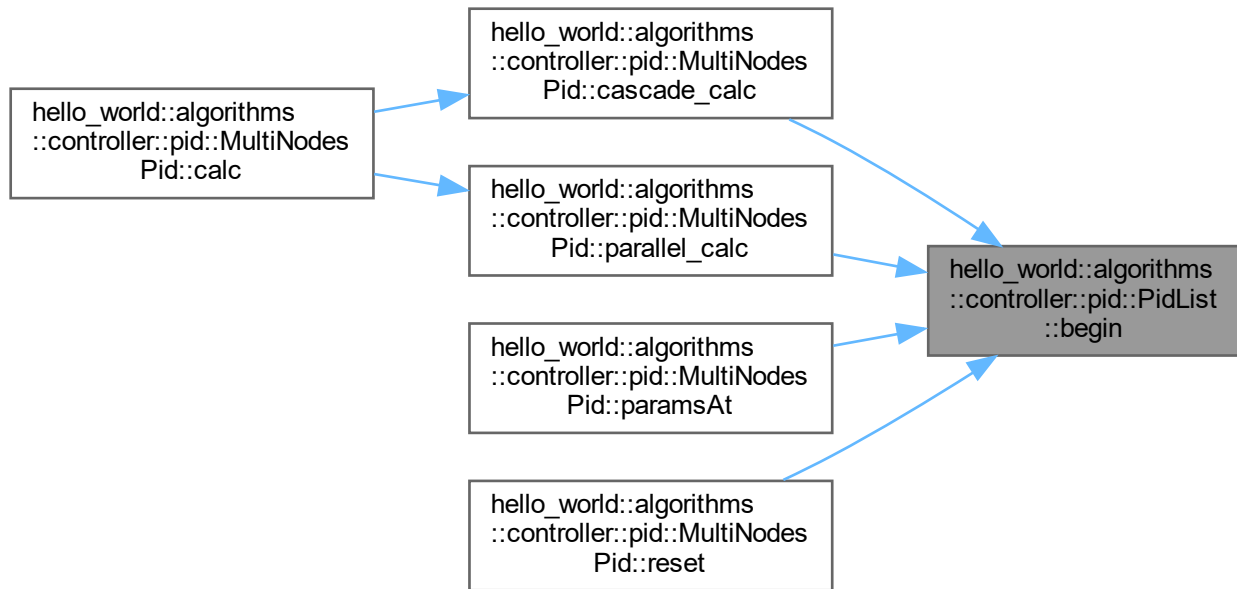 hello_world::algorithms
::controller::pid::MultiNodes
Pid::calc
hello_world::algorithms
::controller::pid::MultiNodes
Pid::cascade_calc
hello_world::algorithms
::controller::pid::MultiNodes
Pid::parallel_calc
hello_world::algorithms
::controller::pid::MultiNodes
Pid::paramsAt
hello_world::algorithms
::controller::pid::MultiNodes
Pid::reset
hello_world::algorithms
::controller::pid::PidList
::begin